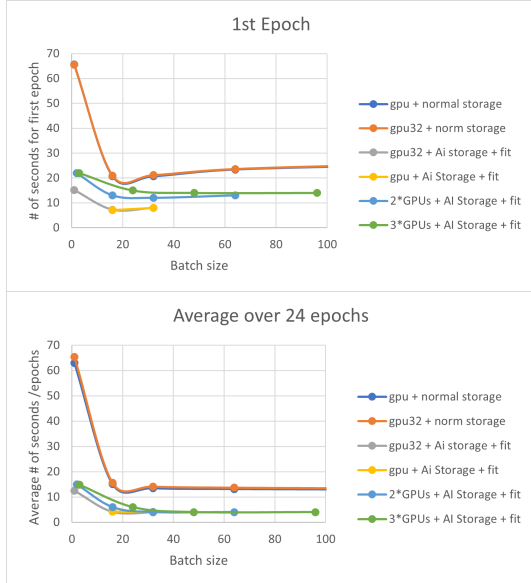 1st Epoch
# of seconds for first epoch
70
60
50
40
30
20
10
0
0 20 40 60 80 100
Batch size
gpu + normal storage
gpu32 + norm storage
gpu32 + Ai storage + fit
gpu + Ai Storage + fit
2*GPUs + AI Storage + fit
3*GPUs + AI Storage + fit
Average over 24 epochs
Average # of seconds /epochs
70
60
50
40
30
20
10
0
0 20 40 60 80 100
Batch size
gpu + normal storage
gpu32 + norm storage
gpu32 + Ai storage + fit
gpu + Ai Storage + fit
2*GPUs + AI Storage + fit
3*GPUs + AI Storage + fit